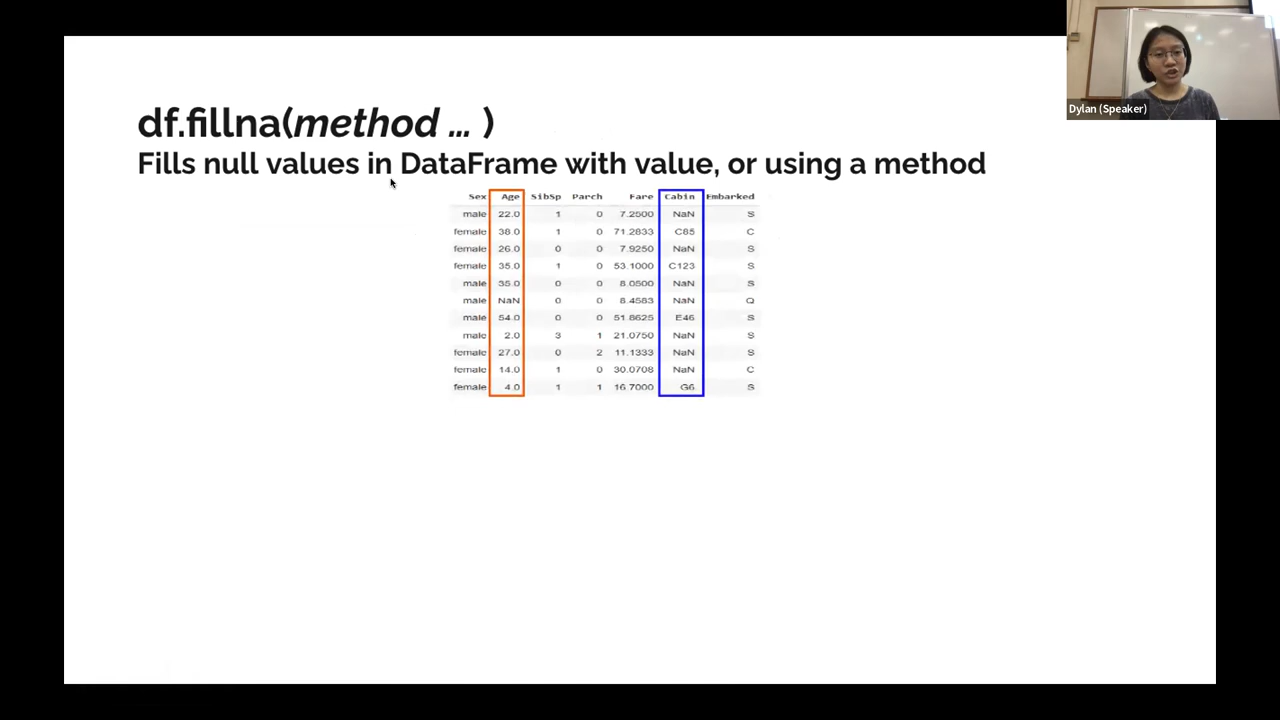 df.fillna(method … )
Fills null values in DataFrame with value, or using a method
Sex Age SibSp Parch Fare Cabin Embarked
male 22.0 1 0 7.2500 NaN S
female 38.0 1 0 71.2833 C85 C
female 26.0 0 0 7.9250 NaN S
female 35.0 1 0 53.1000 C123 S
male 35.0 0 0 8.0500 NaN S
male NaN 0 0 8.4583 NaN Q
male 54.0 0 0 51.8625 E46 S
male 2.0 3 1 21.0750 NaN S
female 27.0 0 2 11.1333 NaN S
female 14.0 1 0 30.0708 NaN C
female 4.0 1 1 16.7000 G6 S
Dylan (Speaker)